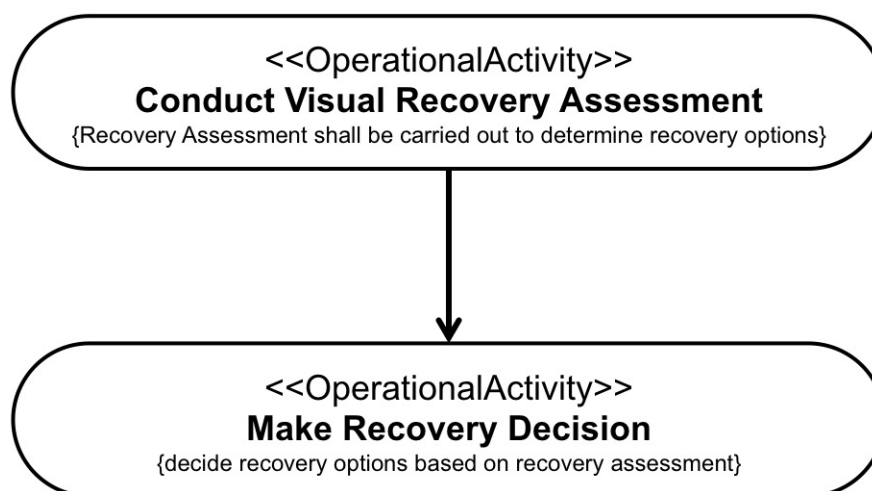 <<OperationalActivity>>
Conduct Visual Recovery Assessment
{Recovery Assessment shall be carried out to determine recovery options}
<<OperationalActivity>>
Make Recovery Decision
{decide recovery options based on recovery assessment}